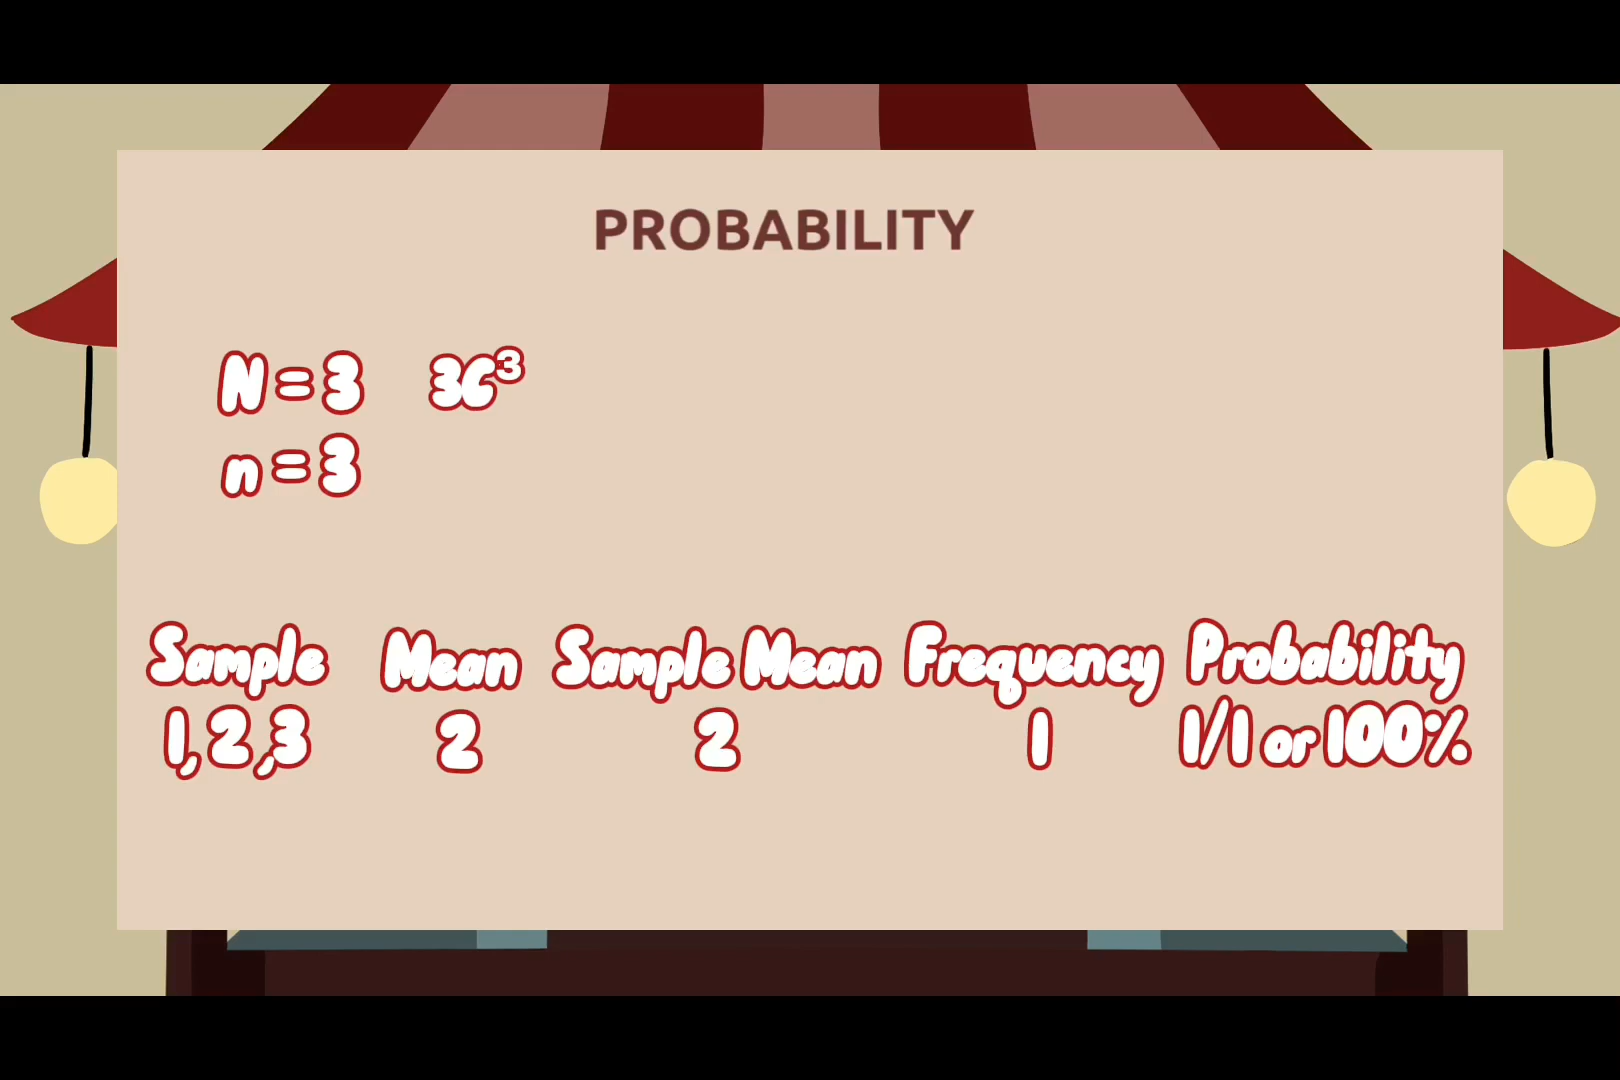 PROBABILITY
N=3 3C³
n=3
Sample Mean Sample Mean Frequency Probability
1, 2, 3 2 2 1 1/1 or 100%